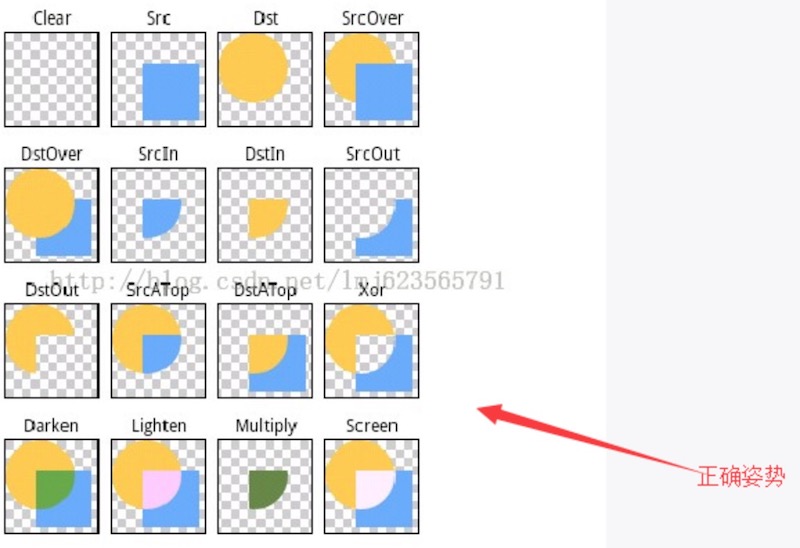 Clear Src Dst SrcOver
DstOver SrcIn DstIn SrcOut
http://blog.csdn.net/lmj623565791
DstOut SrcATop DstATop Xor
Darken Lighten Multiply Screen
正确姿势